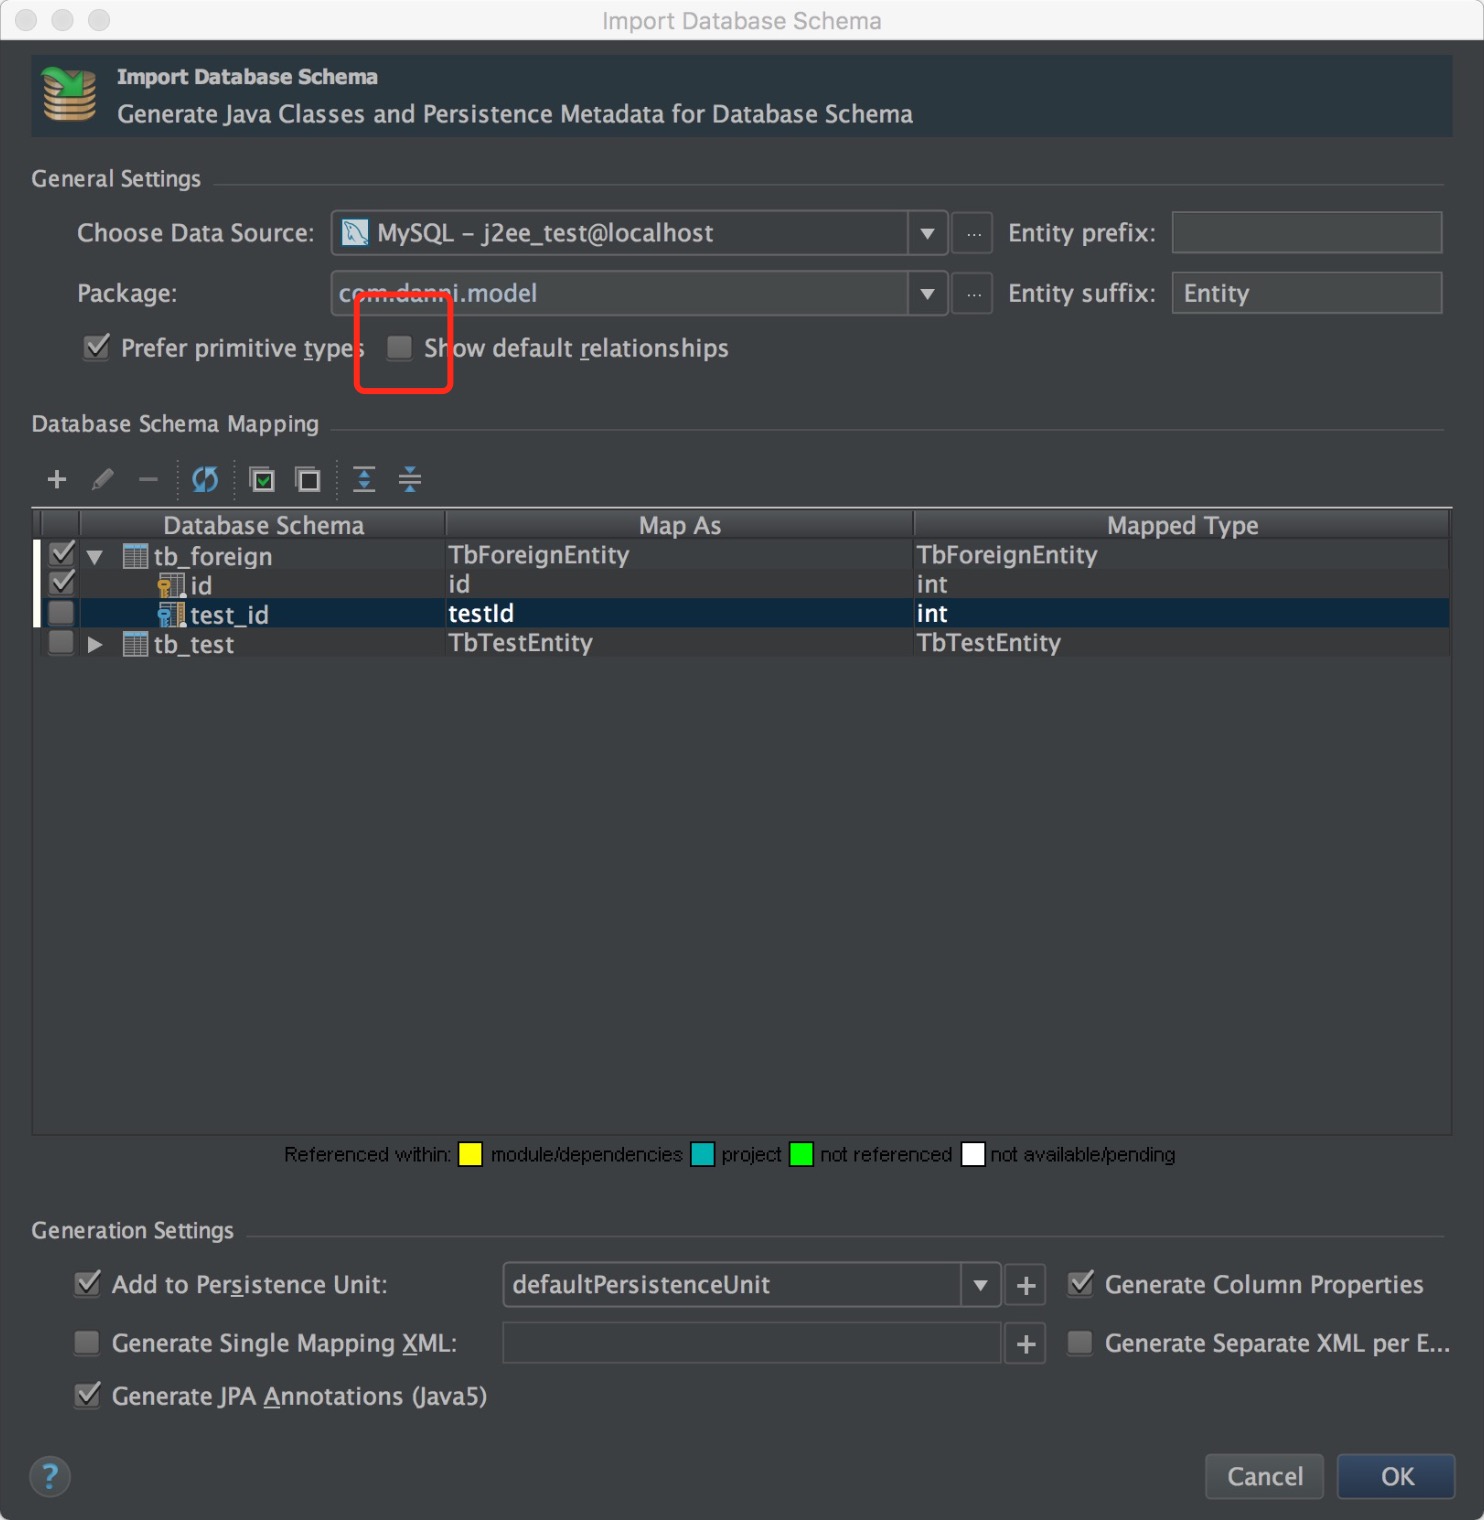 Import Database Schema
Import Database Schema
Generate Java Classes and Persistence Metadata for Database Schema
General Settings
Choose Data Source: MySQL – j2ee_test@localhost ... Entity prefix:
Package: com.danni.model ... Entity suffix: Entity
Prefer primitive types Show default relationships
Database Schema Mapping
Database Schema Map As Mapped Type
tb_foreign TbForeignEntity TbForeignEntity
id id int
test_id testId int
tb_test TbTestEntity TbTestEntity
Referenced within: module/dependencies project not referenced not available/pending
Generation Settings
Add to Persistence Unit: defaultPersistenceUnit Generate Column Properties
Generate Single Mapping XML: Generate Separate XML per E...
Generate JPA Annotations (Java5)
? Cancel OK